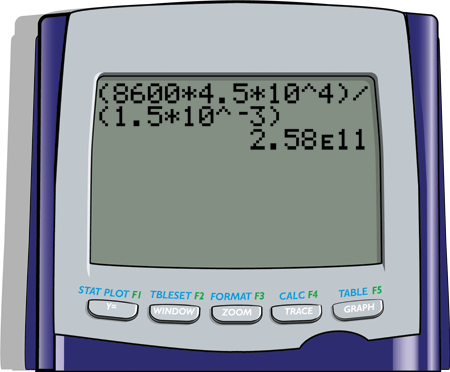 (8600*4.5*10^4)/
(1.5*10^-3)
2.58E11
STAT PLOT F1 TBLESET F2 FORMAT F3 CALC F4 TABLE F5
Y= WINDOW ZOOM TRACE GRAPH